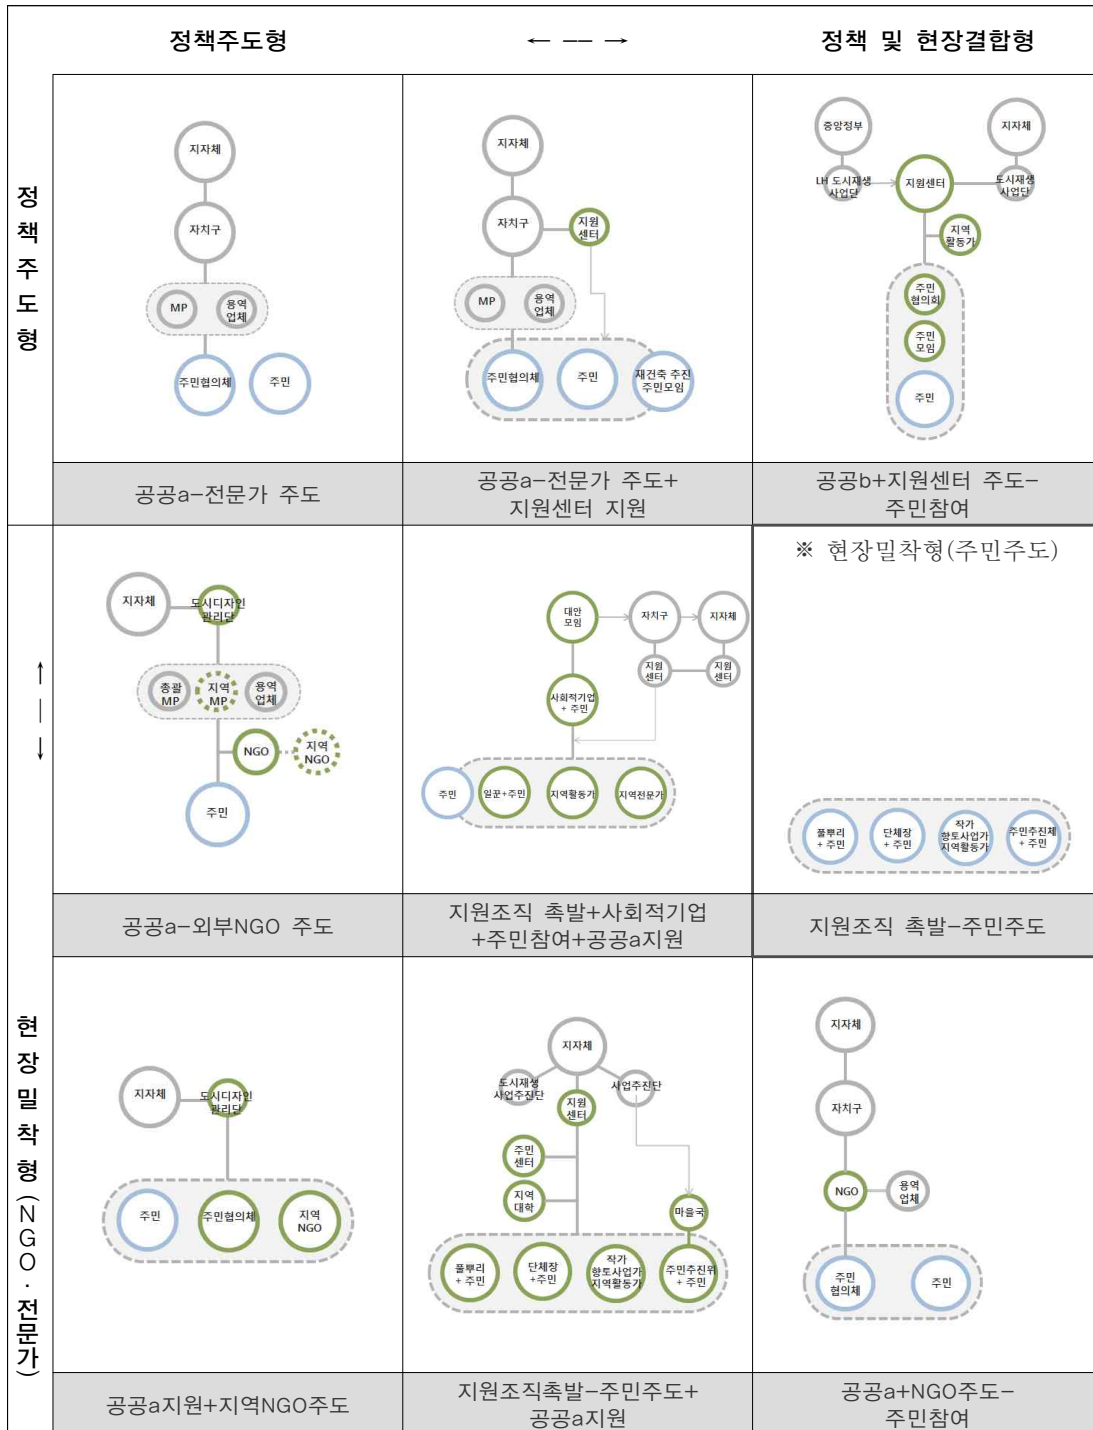 정책주도형
← –– →
정책 및 현장결합형
정책주도형
지자체
자치구
MP
용역
업체
주민협의체
주민
공공a-전문가 주도
지자체
자치구
지원
센터
MP
용역
업체
주민협의체
주민
재건축 추진
주민모임
공공a-전문가 주도+
지원센터 지원
중앙정부
지자체
LH 도시재생
사업단
지원센터
도시재생
사업단
지역
활동가
주민
협의회
주민
모임
주민
공공b+지원센터 주도-
주민참여
↑
│
↓
지자체
도시디자인
관리단
총괄
MP
지역
MP
용역
업체
NGO
지역
NGO
주민
공공a-외부NGO 주도
대안
모임
자치구
지자체
지원
센터
지원
센터
사회적기업
+ 주민
주민
일꾼+주민
지역활동가
지역전문가
지원조직 촉발+사회적기업
+주민참여+공공a지원
※ 현장밀착형(주민주도)
풀뿌리
+ 주민
단체장
+ 주민
작가
향토사업가
지역활동가
주민추진체
+ 주민
지원조직 촉발-주민주도
현장밀착형(NGO·전문가)
지자체
도시디자인
관리단
주민
주민협의체
지역
NGO
공공a지원+지역NGO주도
지자체
도시재생
사업추진단
지원
센터
사업추진단
주민
센터
지역
대학
마을국
풀뿌리
+ 주민
단체장
+주민
작가
향토사업가
지역활동가
주민추진위
+ 주민
지원조직촉발-주민주도+
공공a지원
지자체
자치구
NGO
용역
업체
주민
협의체
주민
공공a+NGO주도-
주민참여